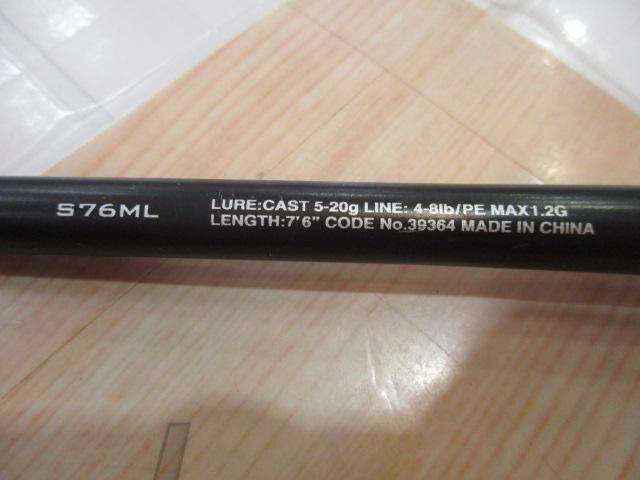 S76ML
LURE:CAST 5-20g LINE: 4-8lb/PE MAX1.2G
LENGTH:7'6" CODE No.39364 MADE IN CHINA